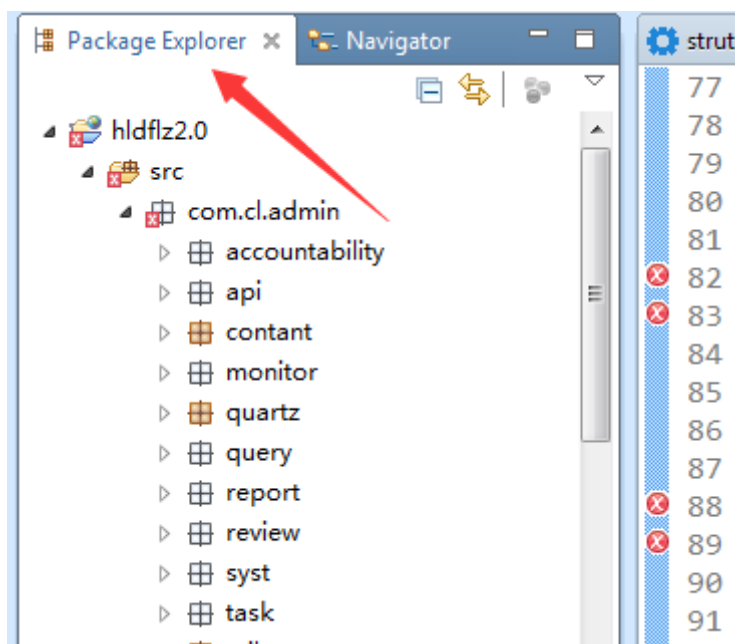 Package Explorer
Navigator
strut
hldflz2.0
src
com.cl.admin
accountability
api
contant
monitor
quartz
query
report
review
syst
task
77
78
79
80
81
82
83
84
85
86
87
88
89
90
91